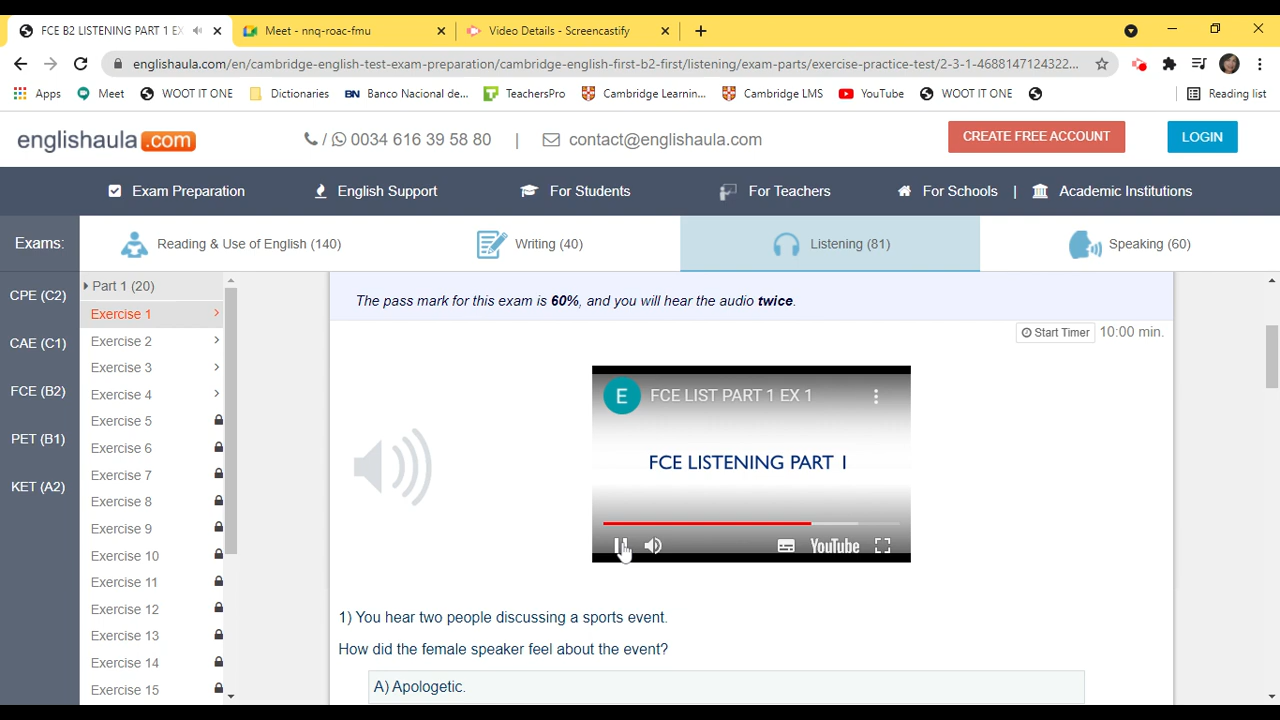 FCE B2 LISTENING PART 1 EX
Meet - nnq-roac-fmu
Video Details - Screencastify
englishaula.com/en/cambridge-english-test-exam-preparation/cambridge-english-first-b2-first/listening/exam-parts/exercise-practice-test/2-3-1-4688147124322...
Apps Meet WOOT IT ONE Dictionaries BN Banco Nacional de... TeachersPro Cambridge Learnin... Cambridge LMS YouTube WOOT IT ONE Reading list
englishaula.com / 0034 616 39 58 80 | contact@englishaula.com CREATE FREE ACCOUNT LOGIN
Exam Preparation English Support For Students For Teachers For Schools | Academic Institutions
Exams: Reading & Use of English (140) Writing (40) Listening (81) Speaking (60)
CPE (C2)
CAE (C1)
FCE (B2)
PET (B1)
KET (A2)
Part 1 (20)
Exercise 1
Exercise 2
Exercise 3
Exercise 4
Exercise 5
Exercise 6
Exercise 7
Exercise 8
Exercise 9
Exercise 10
Exercise 11
Exercise 12
Exercise 13
Exercise 14
Exercise 15
The pass mark for this exam is 60%, and you will hear the audio twice.
Start Timer 10:00 min.
E FCE LIST PART 1 EX 1
FCE LISTENING PART 1
YouTube
1) You hear two people discussing a sports event.
How did the female speaker feel about the event?
A) Apologetic.